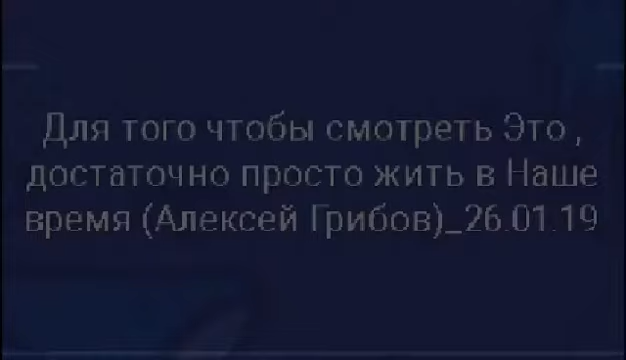 Для того чтобы смотреть Это ,
достаточно просто жить в Наше
время (Алексей Грибов)_26.01.19